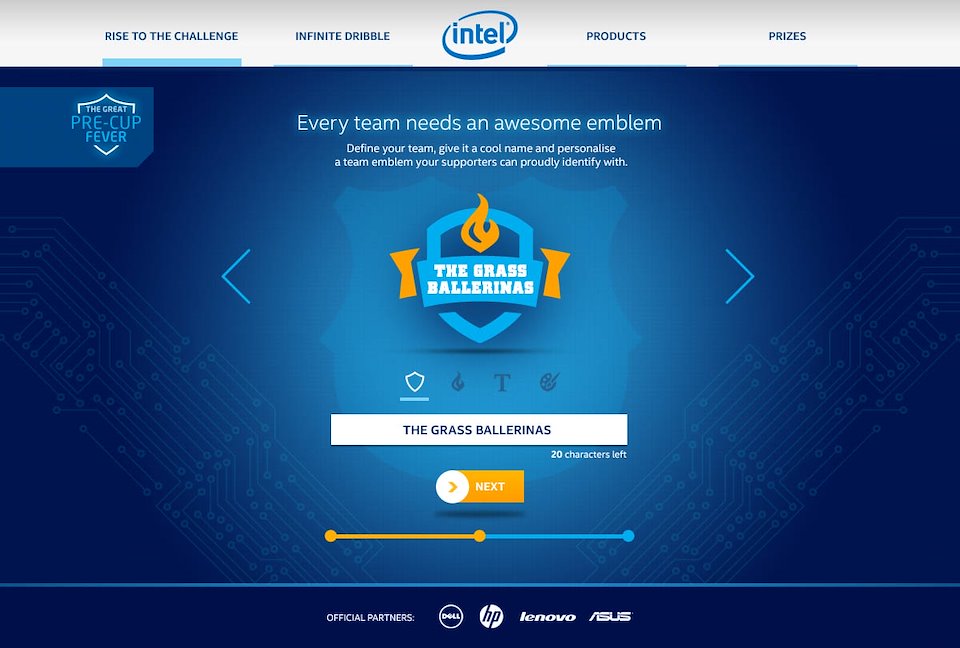 RISE TO THE CHALLENGE
INFINITE DRIBBLE
intel
PRODUCTS
PRIZES
THE GREAT
PRE-CUP
FEVER
Every team needs an awesome emblem
Define your team, give it a cool name and personalise
a team emblem your supporters can proudly identify with.
THE GRASS
BALLERINAS
T
THE GRASS BALLERINAS
20 characters left
NEXT
OFFICIAL PARTNERS:
DELL
hp
lenovo
ASUS